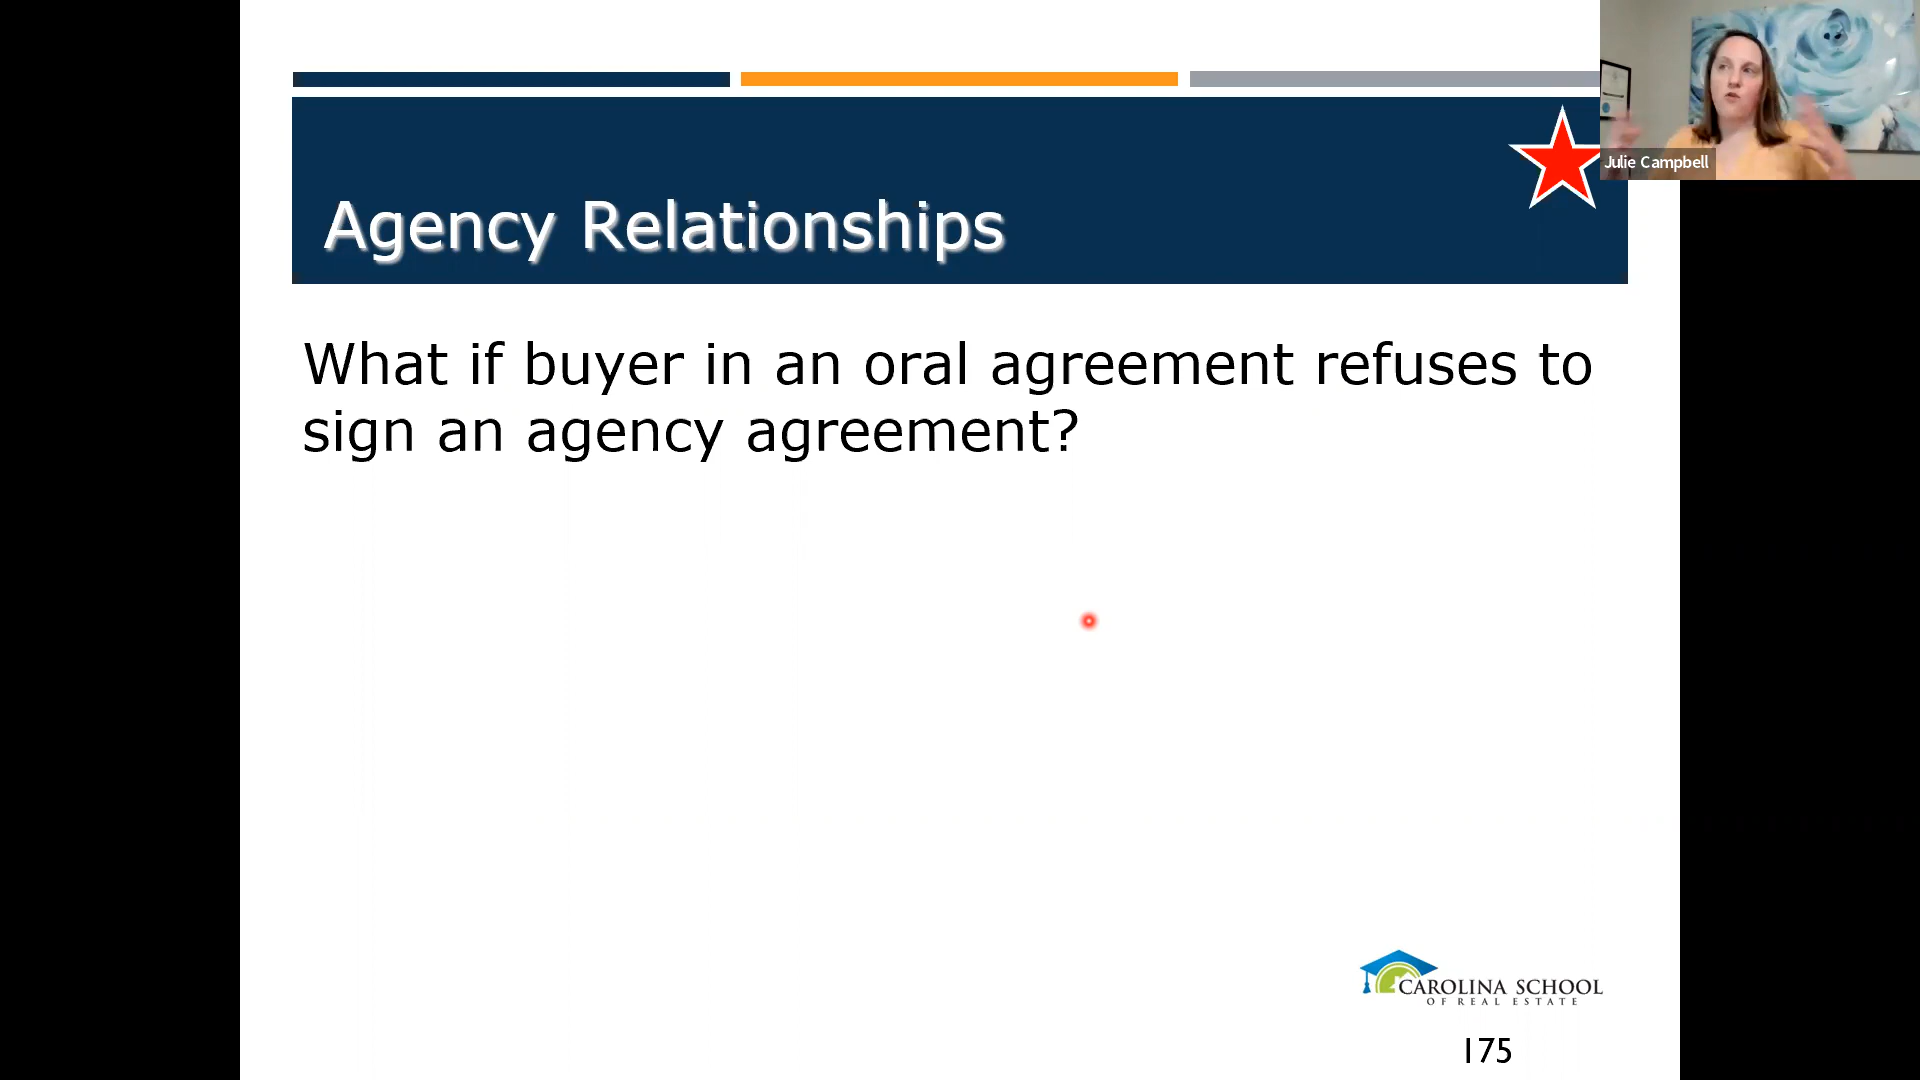 Agency Relationships
Julie Campbell
What if buyer in an oral agreement refuses to
sign an agency agreement?
CAROLINA SCHOOL
OF REAL ESTATE
175